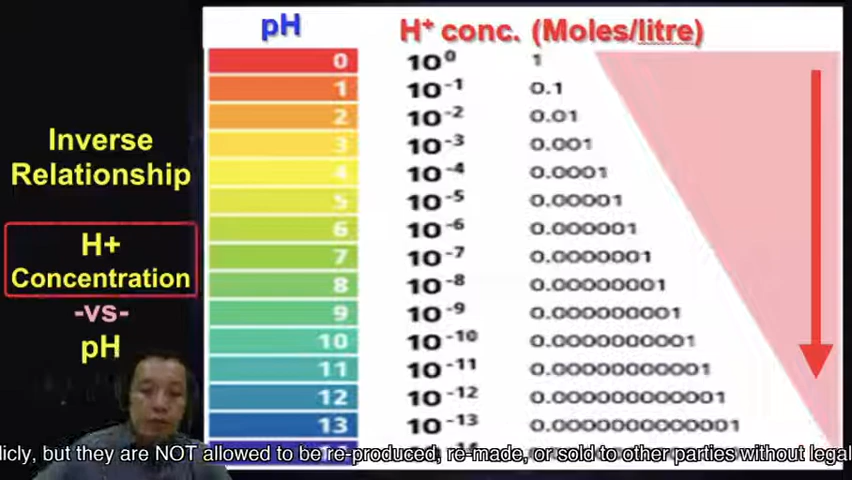 pH H⁺ conc. (Moles/litre)
0 10⁰ 1
1 10⁻¹ 0.1
2 10⁻² 0.01
3 10⁻³ 0.001
4 10⁻⁴ 0.0001
5 10⁻⁵ 0.00001
6 10⁻⁶ 0.000001
7 10⁻⁷ 0.0000001
8 10⁻⁸ 0.00000001
9 10⁻⁹ 0.000000001
10 10⁻¹⁰ 0.0000000001
11 10⁻¹¹ 0.00000000001
12 10⁻¹² 0.000000000001
13 10⁻¹³ 0.0000000000001
Inverse
Relationship
H+
Concentration
-vs-
pH
licly, but they are NOT allowed to be re-produced, re-made, or sold to other parties without legal